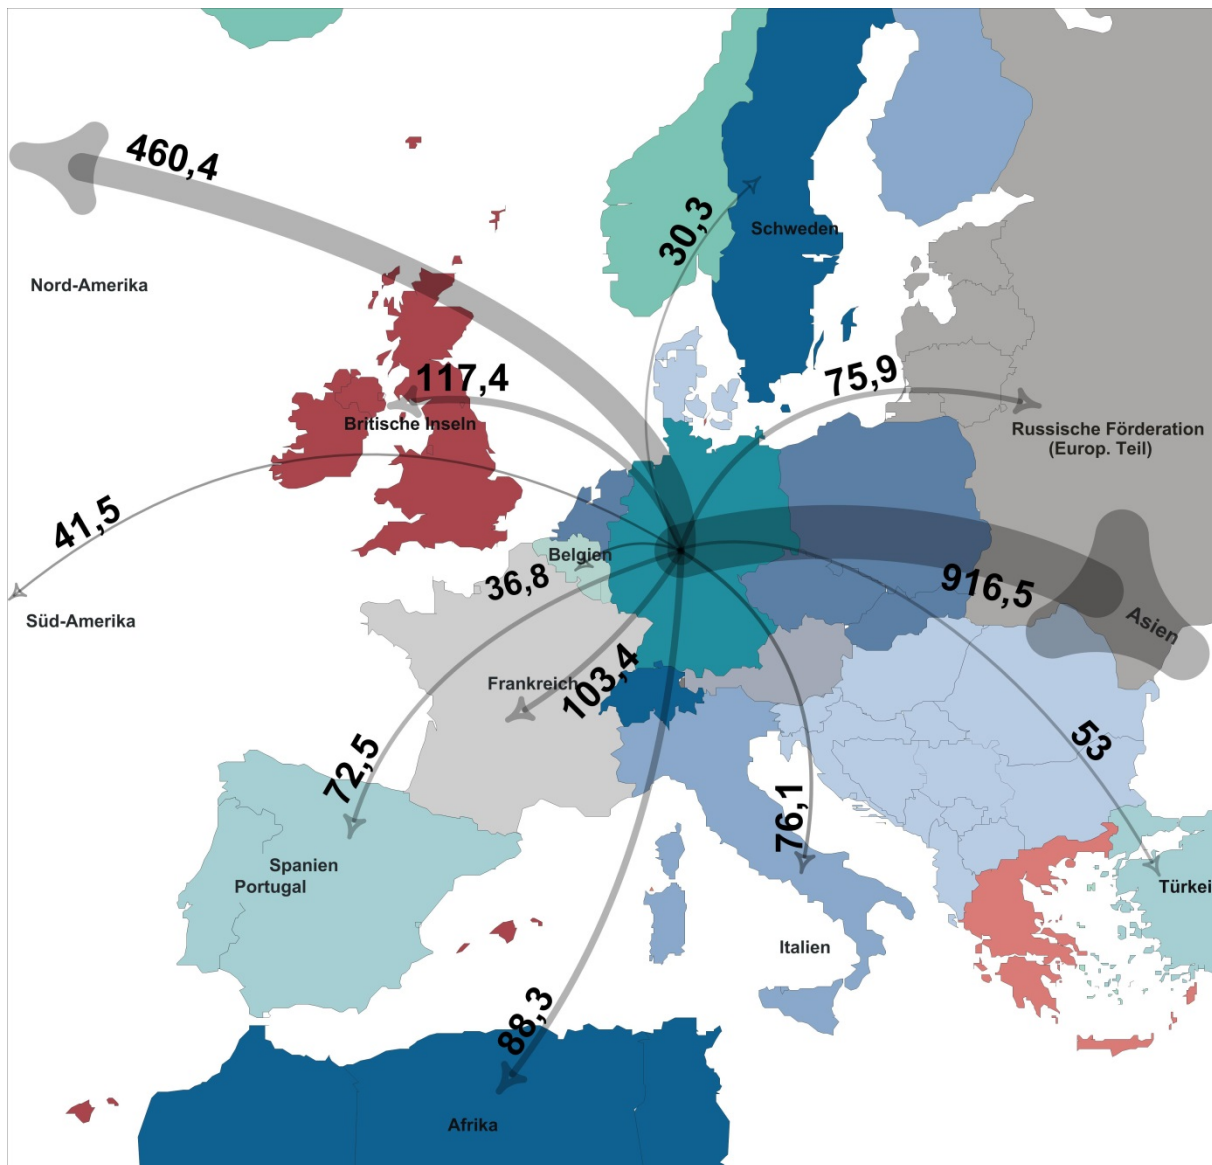 460,4
30,3
Schweden
Nord-Amerika
117,4
75,9
Britische Inseln
Russische Förderation
(Europ. Teil)
41,5
Belgien
36,8
916,5
Süd-Amerika
Asien
Frankreich
103,4
53
72,5
76,1
Spanien
Portugal
Türkei
Italien
88,3
Afrika